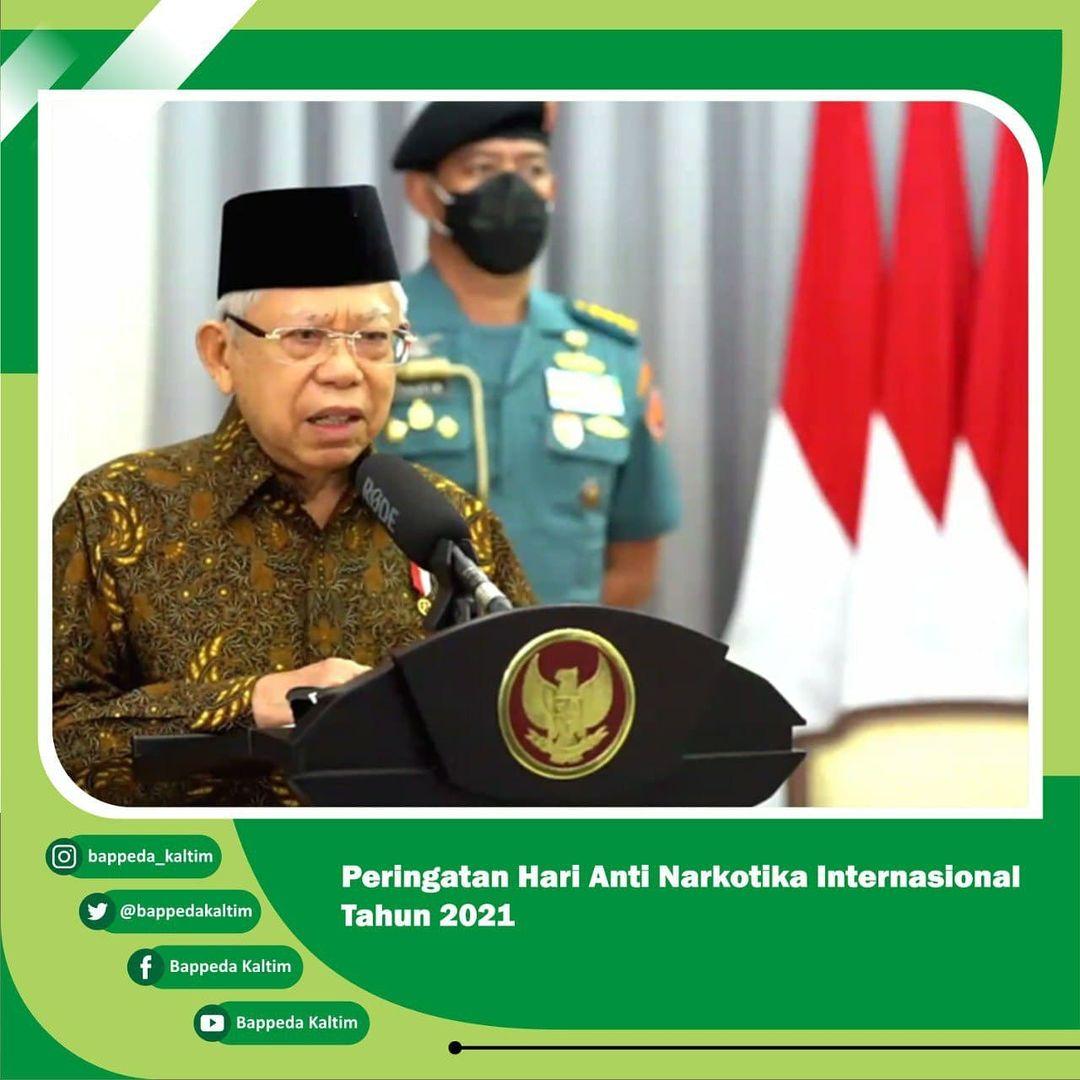 RØDE
bappeda_kaltim
@bappedakaltim
Bappeda Kaltim
Bappeda Kaltim
Peringatan Hari Anti Narkotika Internasional
Tahun 2021